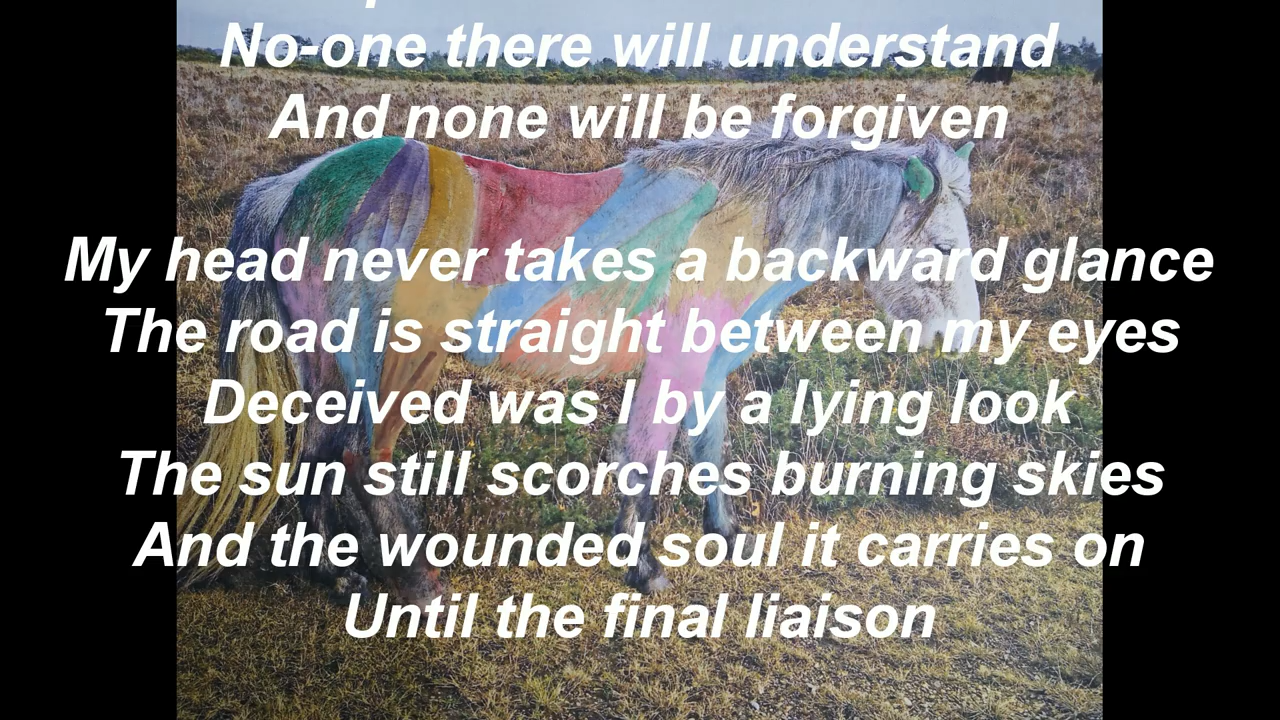 No-one there will understand
And none will be forgiven
My head never takes a backward glance
The road is straight between my eyes
Deceived was I by a lying look
The sun still scorches burning skies
And the wounded soul it carries on
Until the final liaison